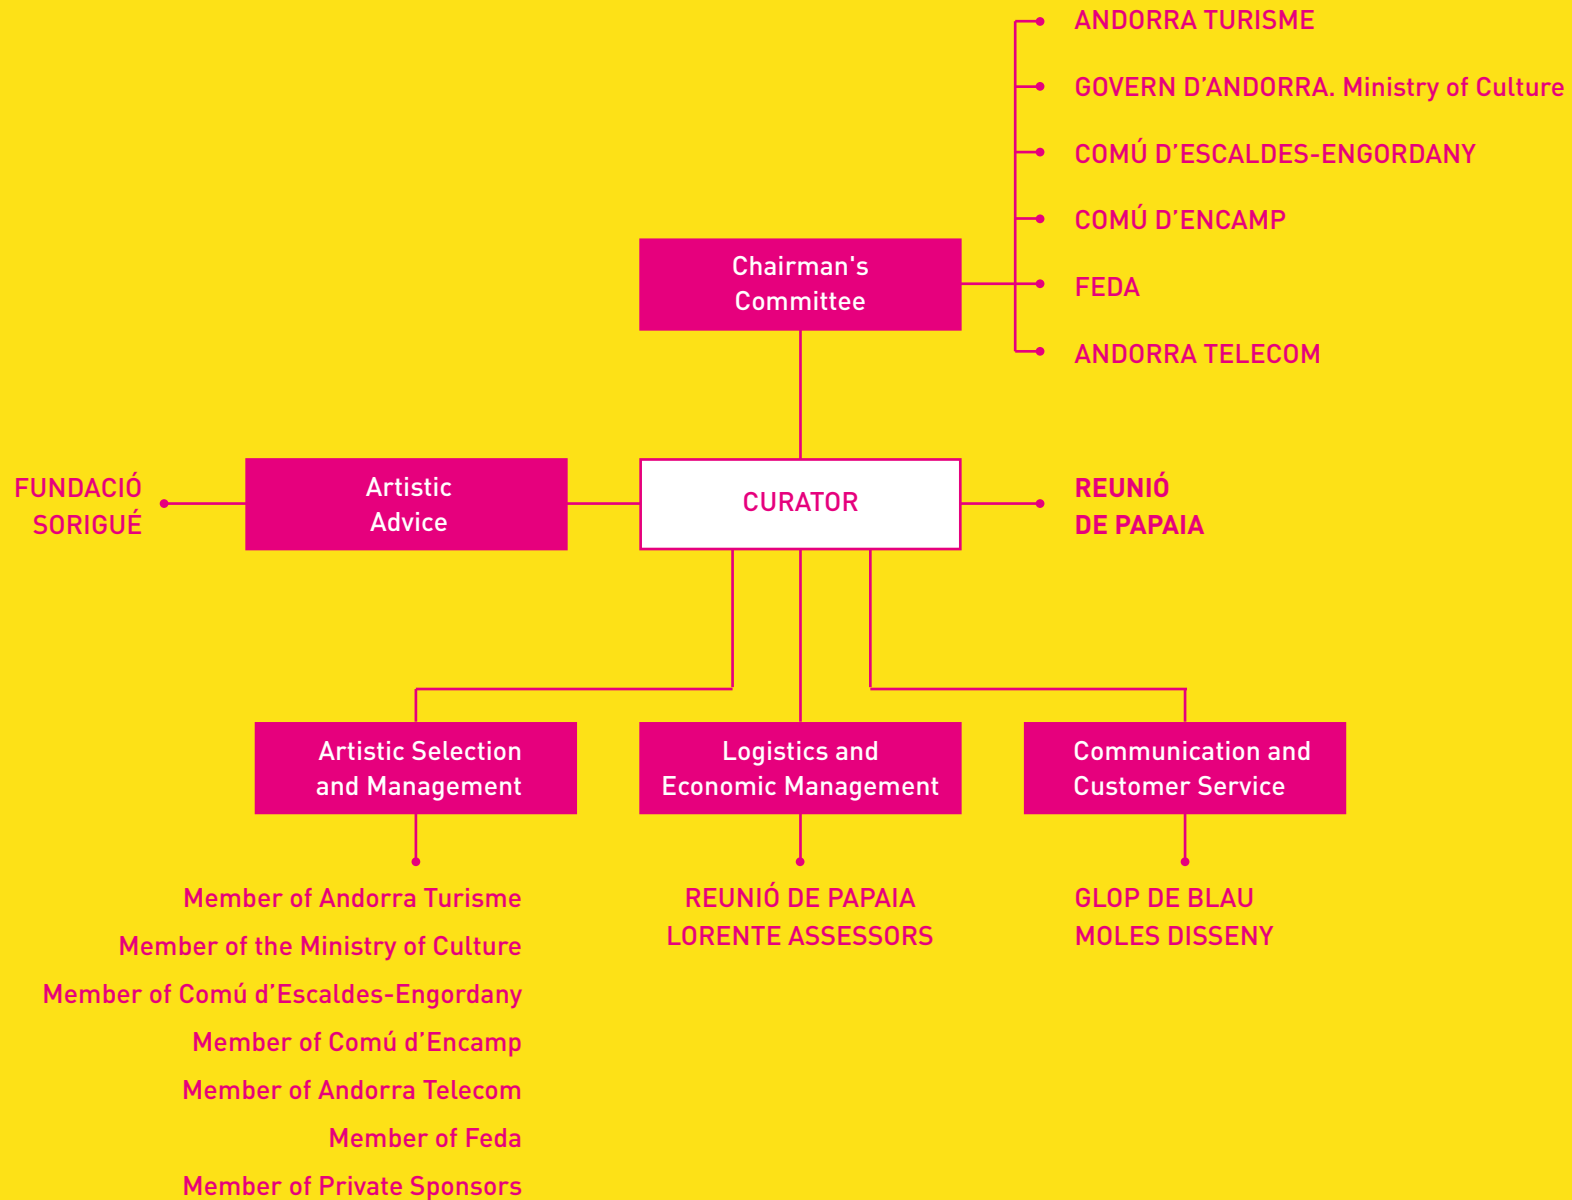 ANDORRA TURISME
GOVERN D’ANDORRA. Ministry of Culture
COMÚ D’ESCALDES-ENGORDANY
COMÚ D’ENCAMP
FEDA
ANDORRA TELECOM
Chairman's
Committee
FUNDACIÓ
SORIGUÉ
Artistic
Advice
CURATOR
REUNIÓ
DE PAPAIA
Artistic Selection
and Management
Logistics and
Economic Management
Communication and
Customer Service
Member of Andorra Turisme
Member of the Ministry of Culture
Member of Comú d’Escaldes-Engordany
Member of Comú d’Encamp
Member of Andorra Telecom
Member of Feda
Member of Private Sponsors
REUNIÓ DE PAPAIA
LORENTE ASSESSORS
GLOP DE BLAU
MOLES DISSENY